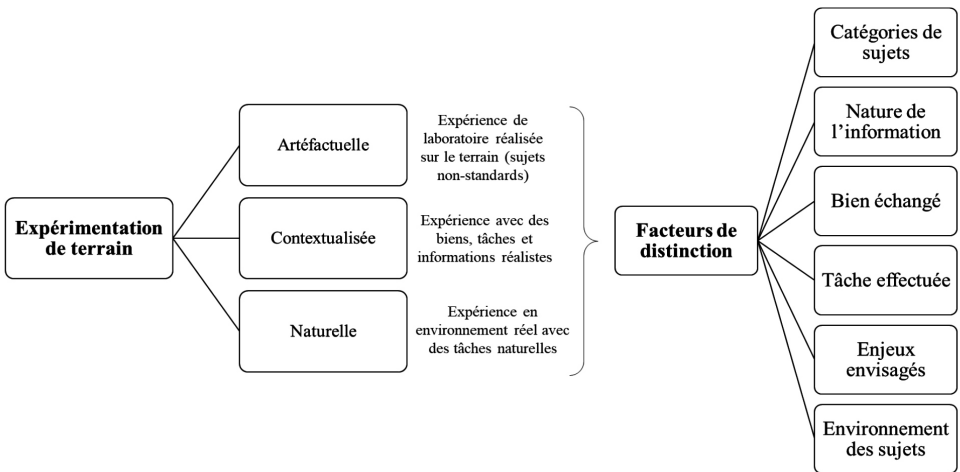 Expérimentation
de terrain
Artéfactuelle
Expérience de
laboratoire réalisée
sur le terrain (sujets
non-standards)
Contextualisée
Expérience avec des
biens, tâches et
informations réalistes
Naturelle
Expérience en
environnement réel avec
des tâches naturelles
Facteurs de
distinction
Catégories de
sujets
Nature de
l’information
Bien échangé
Tâche effectuée
Enjeux
envisagés
Environnement
des sujets